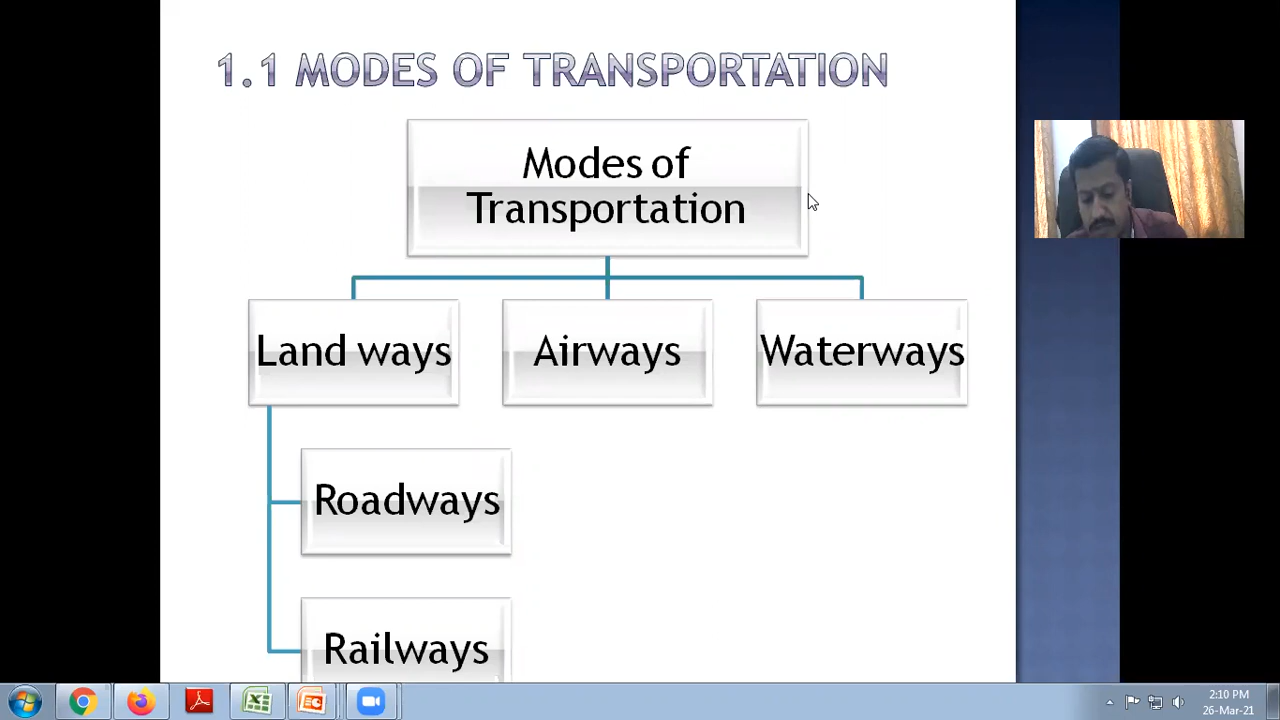 1.1 MODES OF TRANSPORTATION
Modes of
Transportation
Land ways
Airways
Waterways
Roadways
Railways
2:10 PM
26-Mar-21